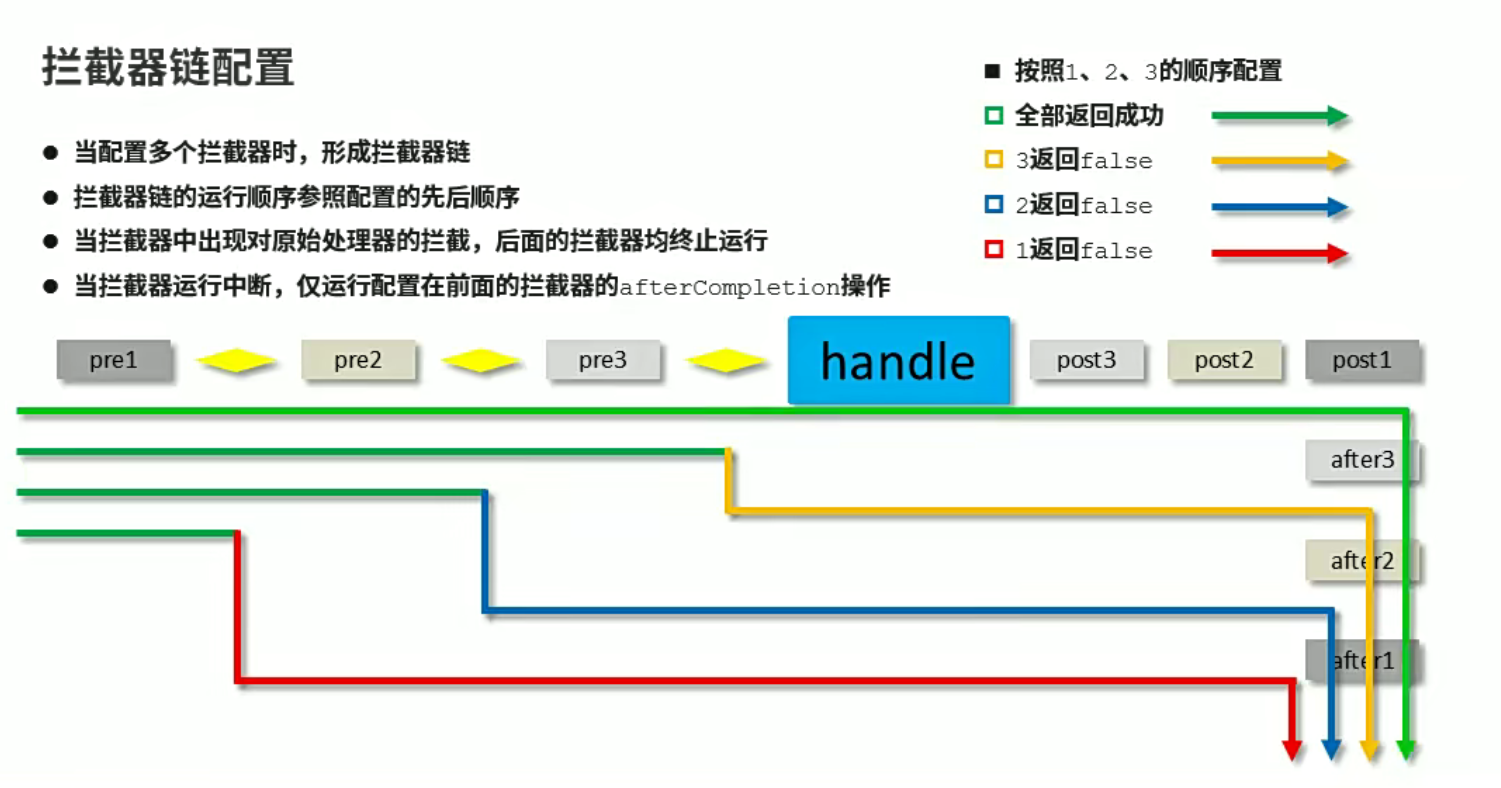 拦截器链配置
当配置多个拦截器时，形成拦截器链
拦截器链的运行顺序参照配置的先后顺序
当拦截器中出现对原始处理器的拦截，后面的拦截器均终止运行
当拦截器运行中断，仅运行配置在前面的拦截器的afterCompletion操作
按照1、2、3的顺序配置
全部返回成功
3返回false
2返回false
1返回false
pre1 pre2 pre3 handle post3 post2 post1
after3
after2
after1